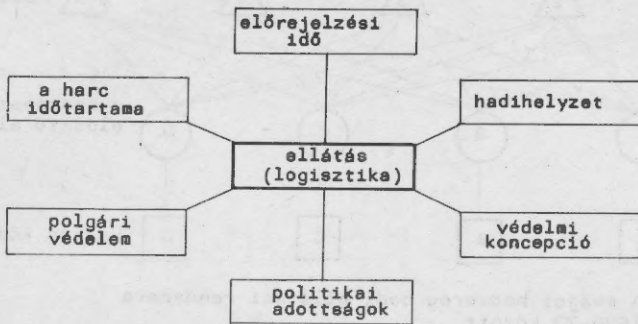 előrejelzési
idő
a harc
időtartama
hadihelyzet
ellátás
(logisztika)
polgári
védelem
védelmi
koncepció
politikai
adottságok